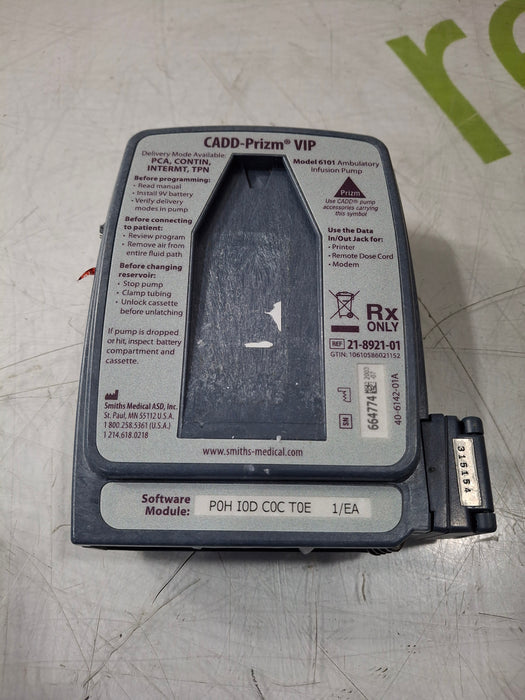 CADD-Prizm® VIP
Delivery Mode Available:
PCA, CONTIN,
INTERMT, TPN
Before programming:
• Read manual
• Install 9V battery
• Verify delivery
modes in pump
Before connecting
to patient:
• Review program
• Remove air from
entire fluid path
Before changing
reservoir:
• Stop pump
• Clamp tubing
• Unlock cassette
before unlatching
If pump is dropped
or hit, inspect battery
compartment and
cassette.
Smiths Medical ASD, Inc.
St. Paul, MN 55112 U.S.A.
1 800.258.5361 (U.S.A.)
1 214.618.0218
Model 6101 Ambulatory
Infusion Pump
Prizm
Use CADD® pump
accessories carrying
this symbol
Use the Data
In/Out Jack for:
• Printer
• Remote Dose Cord
• Modem
Rx
ONLY
REF 21-8921-01
GTIN: 10610586021152
SN
664774
40-6142-01A
www.smiths-medical.com
Software
Module:
P0H I0D C0C T0E 1/EA
315154